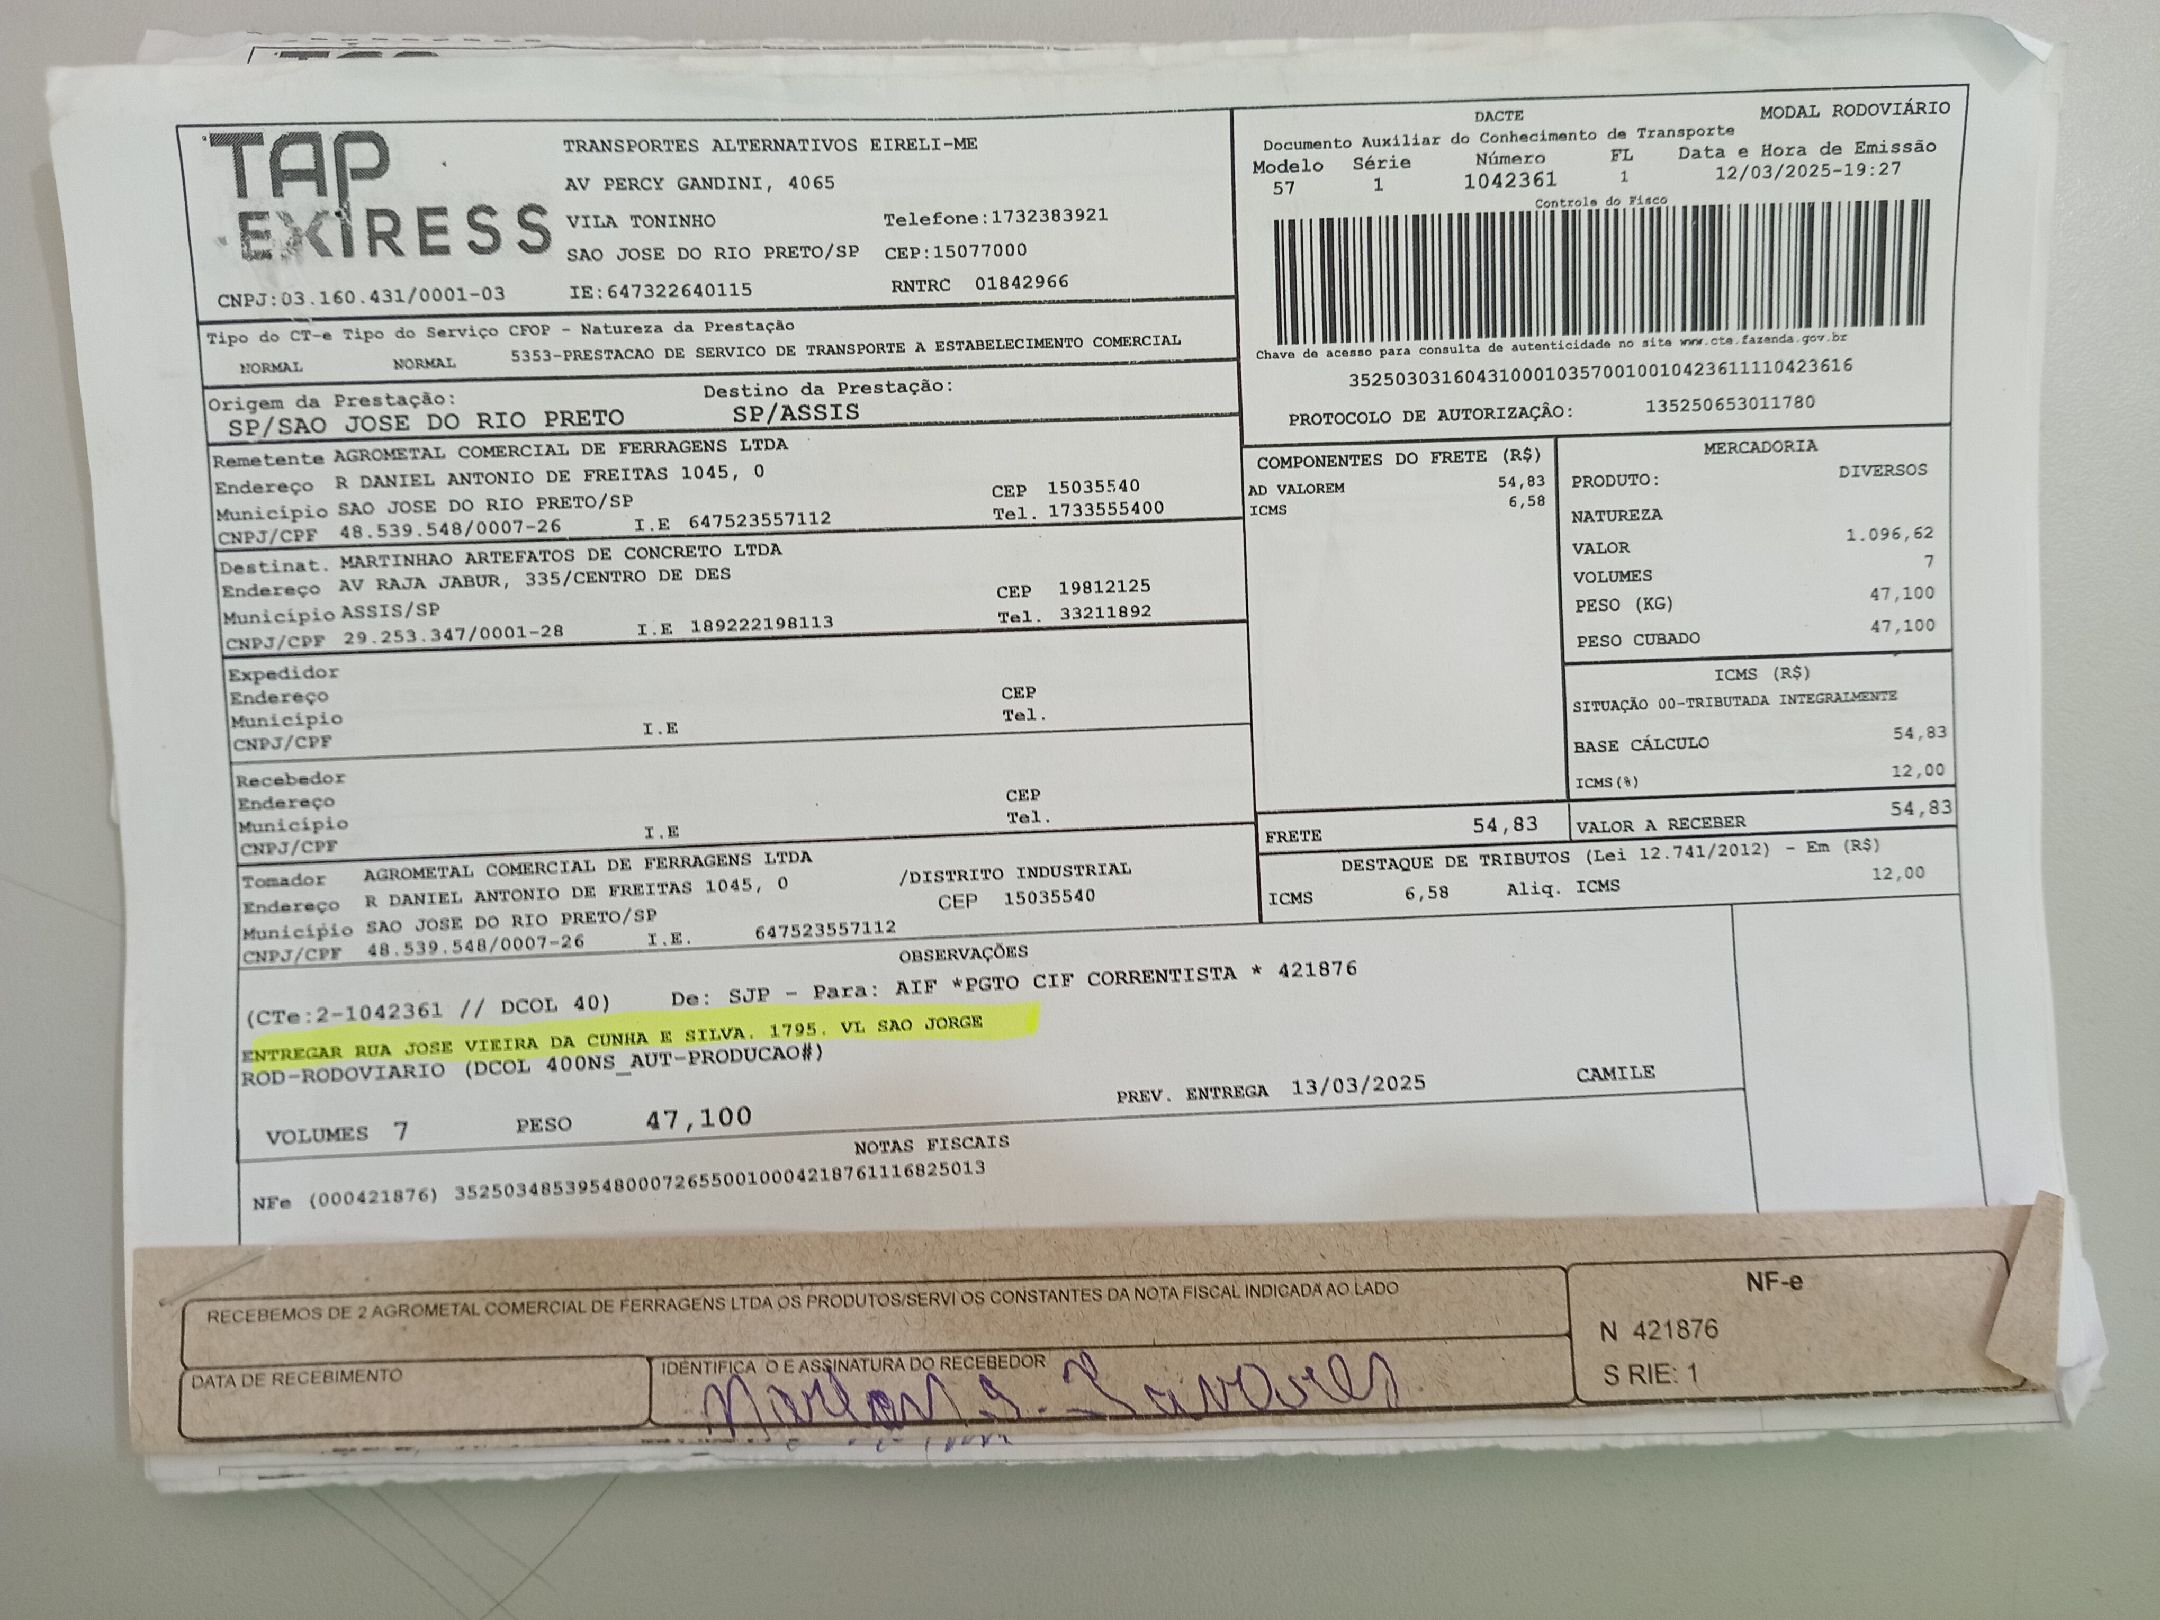 TAP
EXPRESS
TRANSPORTES ALTERNATIVOS EIRELI-ME
AV PERCY GANDINI, 4065
VILA TONINHO Telefone:1732383921
SAO JOSE DO RIO PRETO/SP CEP:15077000
CNPJ:03.160.431/0001-03 IE:647322640115 RNTRC 01842966
DACTE MODAL RODOVIÁRIO
Documento Auxiliar do Conhecimento de Transporte
Modelo Série Número FL Data e Hora de Emissão
57 1 1042361 1 12/03/2025-19:27
Controle do Fisco
Chave de acesso para consulta de autenticidade no site www.cte.fazenda.gov.br
35250303160431000103570010010423611110423616
PROTOCOLO DE AUTORIZAÇÃO: 135250653011780
Tipo do CT-e Tipo do Serviço CFOP - Natureza da Prestação
NORMAL NORMAL 5353-PRESTACAO DE SERVICO DE TRANSPORTE A ESTABELECIMENTO COMERCIAL
Origem da Prestação: Destino da Prestação:
SP/SAO JOSE DO RIO PRETO SP/ASSIS
Remetente AGROMETAL COMERCIAL DE FERRAGENS LTDA
Endereço R DANIEL ANTONIO DE FREITAS 1045, 0 CEP 15035540
Município SAO JOSE DO RIO PRETO/SP Tel. 1733555400
CNPJ/CPF 48.539.548/0007-26 I.E 647523557112
Destinat. MARTINHAO ARTEFATOS DE CONCRETO LTDA
Endereço AV RAJA JABUR, 335/CENTRO DE DES CEP 19812125
Município ASSIS/SP Tel. 33211892
CNPJ/CPF 29.253.347/0001-28 I.E 189222198113
Expedidor
Endereço CEP
Município Tel.
CNPJ/CPF I.E
Recebedor
Endereço CEP
Município Tel.
CNPJ/CPF I.E
Tomador AGROMETAL COMERCIAL DE FERRAGENS LTDA
Endereço R DANIEL ANTONIO DE FREITAS 1045, 0 /DISTRITO INDUSTRIAL
Município SAO JOSE DO RIO PRETO/SP CEP 15035540
CNPJ/CPF 48.539.548/0007-26 I.E. 647523557112
COMPONENTES DO FRETE (R$)
AD VALOREM 54,83
ICMS 6,58
MERCADORIA
PRODUTO: DIVERSOS
NATUREZA
VALOR 1.096,62
VOLUMES 7
PESO (KG) 47,100
PESO CUBADO 47,100
ICMS (R$)
SITUAÇÃO 00-TRIBUTADA INTEGRALMENTE
BASE CÁLCULO 54,83
ICMS(%) 12,00
FRETE 54,83 VALOR A RECEBER 54,83
DESTAQUE DE TRIBUTOS (Lei 12.741/2012) - Em (R$)
ICMS 6,58 Aliq. ICMS 12,00
OBSERVAÇÕES
(CTe:2-1042361 // DCOL 40) De: SJP - Para: AIF *PGTO CIF CORRENTISTA * 421876
ENTREGAR RUA JOSE VIEIRA DA CUNHA E SILVA. 1795. VL SAO JORGE
ROD-RODOVIARIO (DCOL 400NS_AUT-PRODUCAO#)
PREV. ENTREGA 13/03/2025 CAMILE
VOLUMES 7 PESO 47,100
NOTAS FISCAIS
NFe (000421876) 35250348539548000726550010004218761116825013
RECEBEMOS DE 2 AGROMETAL COMERCIAL DE FERRAGENS LTDA OS PRODUTOS/SERVI OS CONSTANTES DA NOTA FISCAL INDICADA AO LADO
DATA DE RECEBIMENTO IDENTIFICA O E ASSINATURA DO RECEBEDOR
NF-e
N 421876
S RIE: 1